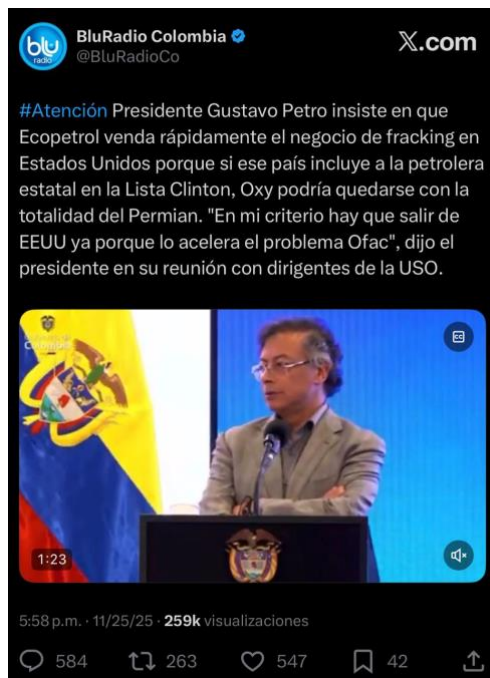 blu
radio
BluRadio Colombia
@BluRadioCo
X.com
#Atención Presidente Gustavo Petro insiste en que
Ecopetrol venda rápidamente el negocio de fracking en
Estados Unidos porque si ese país incluye a la petrolera
estatal en la Lista Clinton, Oxy podría quedarse con la
totalidad del Permian. "En mi criterio hay que salir de
EEUU ya porque lo acelera el problema Ofac", dijo el
presidente en su reunión con dirigentes de la USO.
Colombia
CC
1:23
5:58 p.m. · 11/25/25 · 259k visualizaciones
584 263 547 42